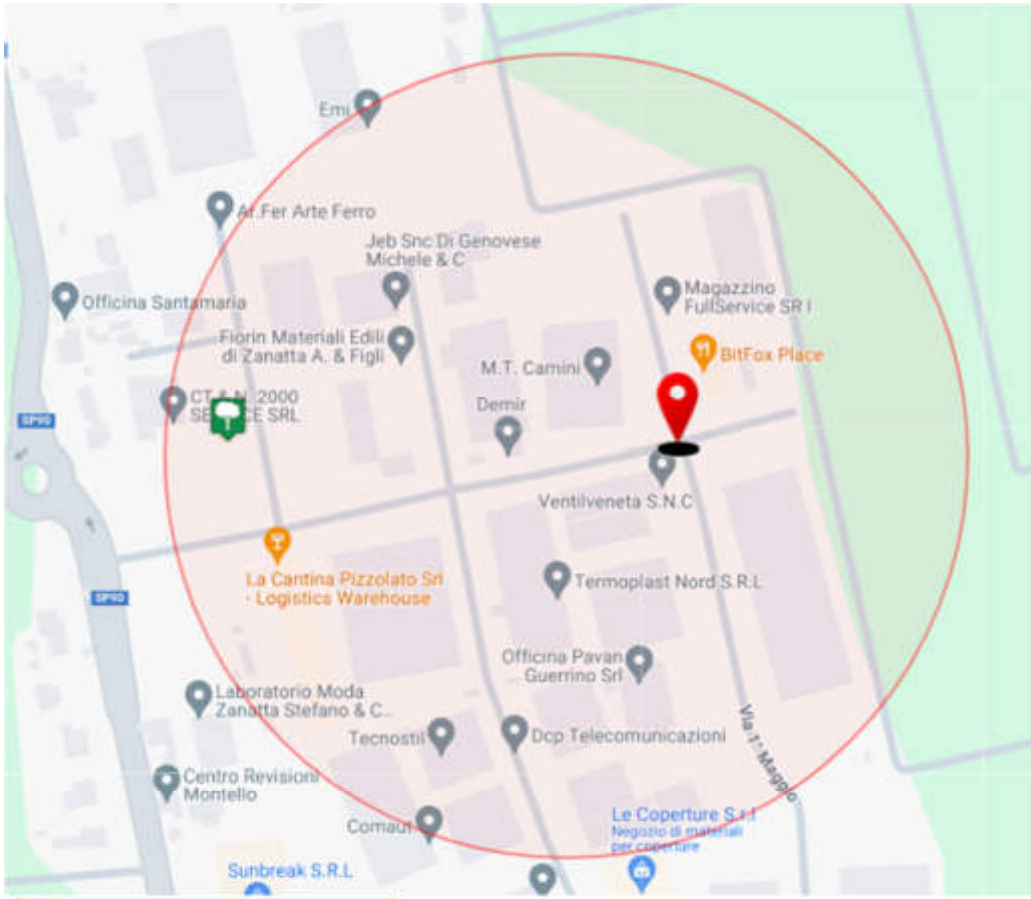 Emi
Ar.Fer Arte Ferro
Jeb Snc Di Genovese
Michele & C
Officina Santamaria
Magazzino
FullService SR l
Fiorin Materiali Edili
di Zanatta A. & Figli
BitFox Place
M.T. Camini
CT & N. 2000
SRL
Demir
SP90
Ventilveneta S.N.C
La Cantina Pizzolato Srl
- Logistics Warehouse
Termoplast Nord S.R.L
SP90
Officina Pavan
Guerrino Srl
Laboratorio Moda
Zanatta Stefano & C...
Tecnostil
Dcp Telecomunicazioni
Via 1° Maggio
Centro Revisioni
Montello
Comaut
Le Coperture S.r.l
Negozio di materiali
per coperture
Sunbreak S.R.L